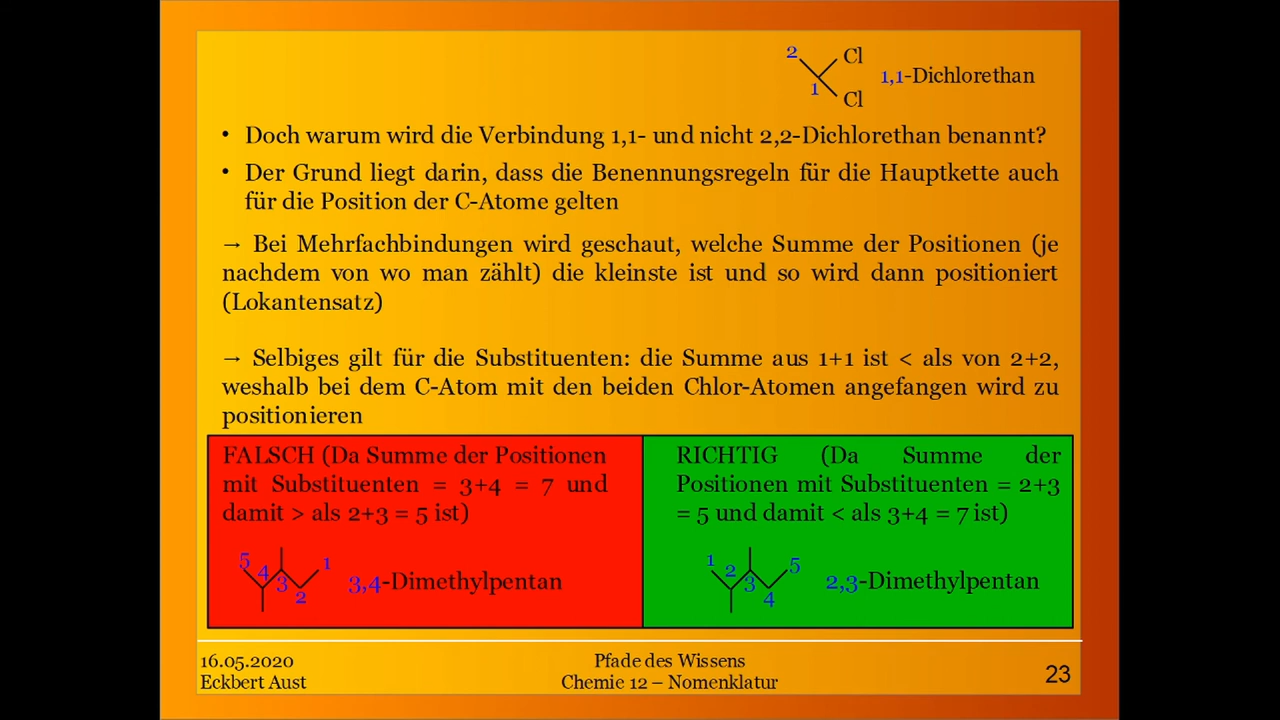 2
Cl
1
Cl
1,1-Dichlorethan
• Doch warum wird die Verbindung 1,1- und nicht 2,2-Dichlorethan benannt?
• Der Grund liegt darin, dass die Benennungsregeln für die Hauptkette auch
für die Position der C-Atome gelten
→ Bei Mehrfachbindungen wird geschaut, welche Summe der Positionen (je
nachdem von wo man zählt) die kleinste ist und so wird dann positioniert
(Lokantensatz)
→ Selbiges gilt für die Substituenten: die Summe aus 1+1 ist < als von 2+2,
weshalb bei dem C-Atom mit den beiden Chlor-Atomen angefangen wird zu
positionieren
FALSCH (Da Summe der Positionen
mit Substituenten = 3+4 = 7 und
damit > als 2+3 = 5 ist)
5 4 3 2 1
3,4-Dimethylpentan
RICHTIG (Da Summe der
Positionen mit Substituenten = 2+3
= 5 und damit < als 3+4 = 7 ist)
1 2 3 4 5
2,3-Dimethylpentan
16.05.2020
Eckbert Aust
Pfade des Wissens
Chemie 12 – Nomenklatur
23